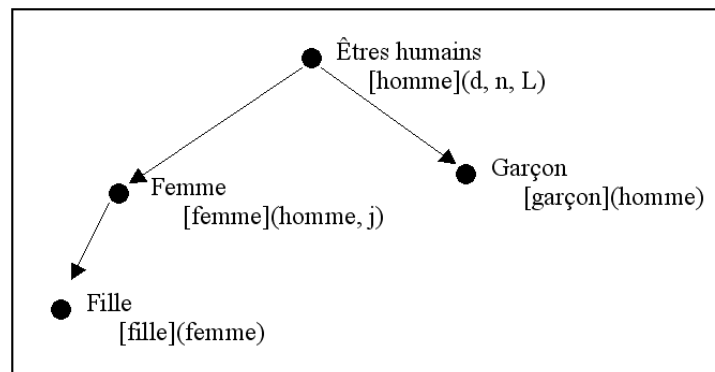 Êtres humains
[homme](d, n, L)
Garçon
[garçon](homme)
Femme
[femme](homme, j)
Fille
[fille](femme)